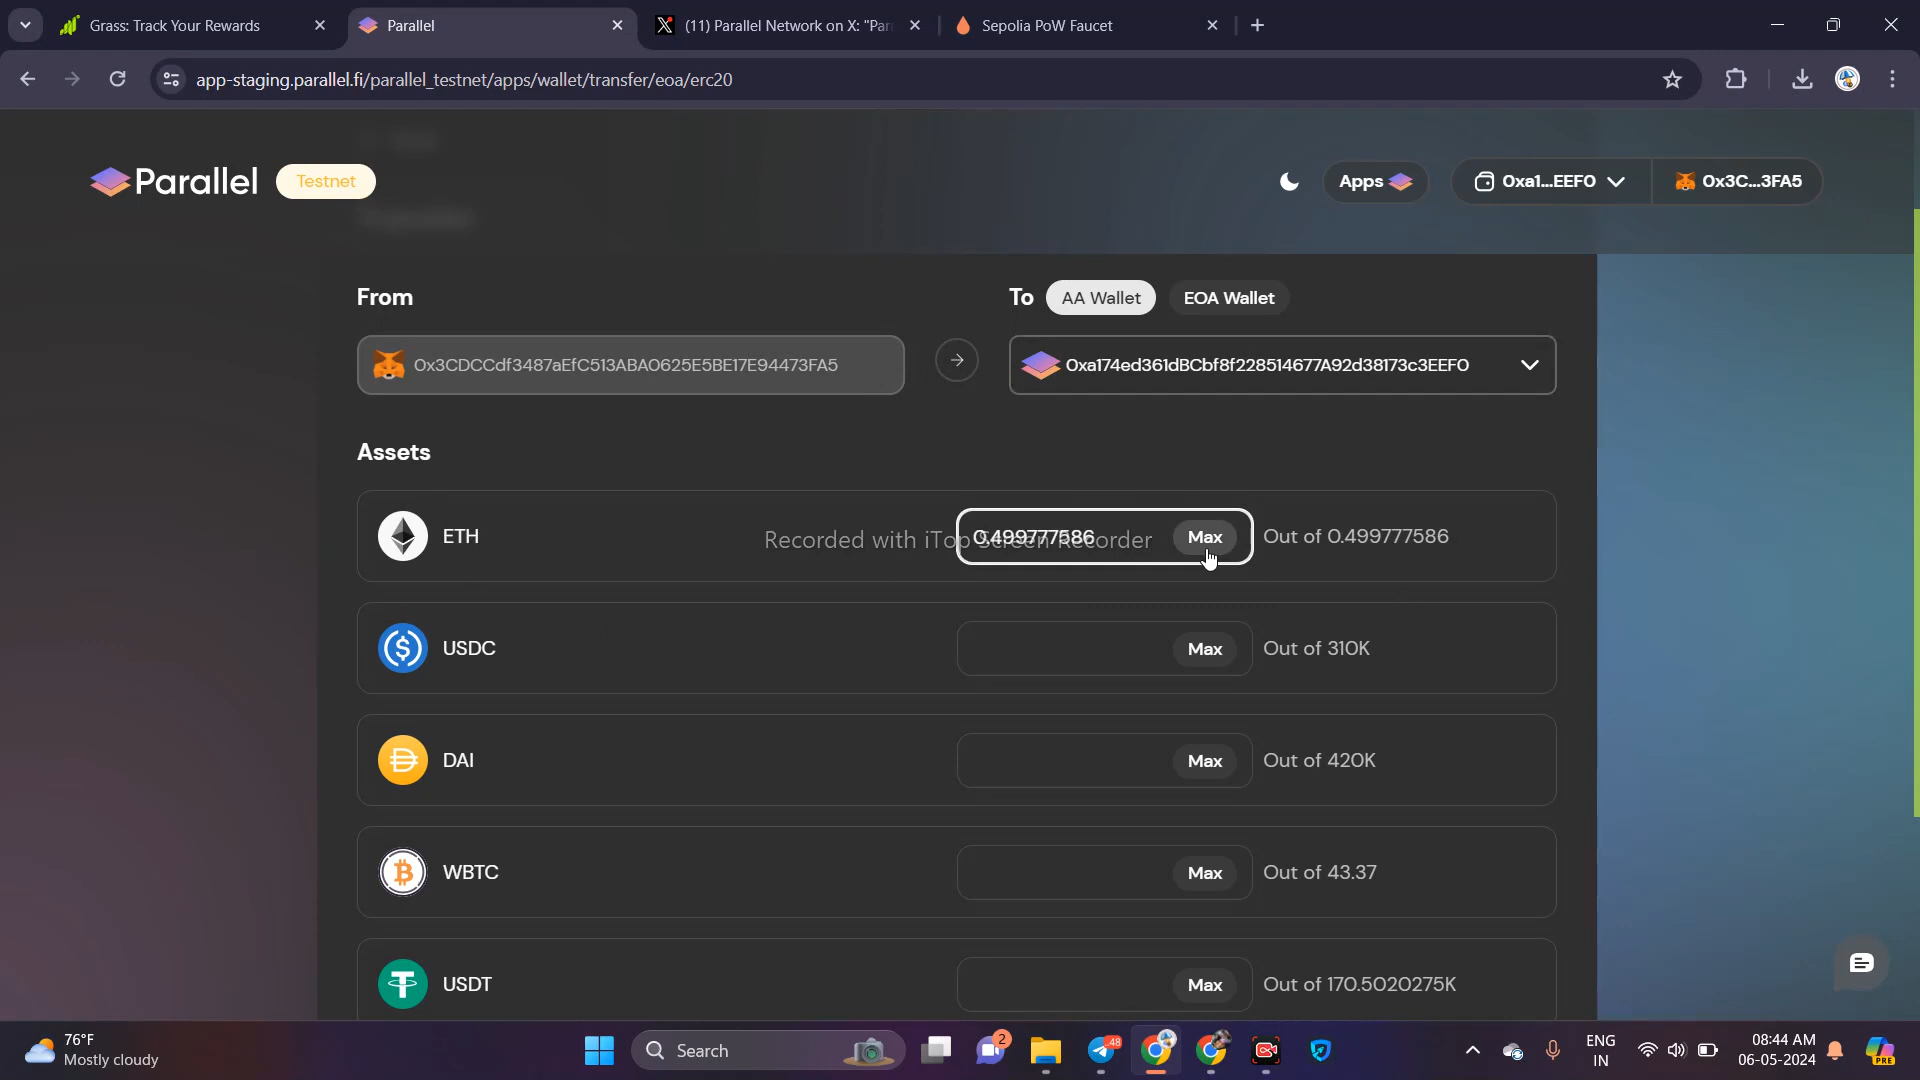 Grass: Track Your Rewards
Parallel
(11) Parallel Network on X: "Par
Sepolia PoW Faucet
app-staging.parallel.fi/parallel_testnet/apps/wallet/transfer/eoa/erc20
Parallel
Testnet
Apps
0xa1...EEF0
0x3C...3FA5
From
To
AA Wallet
EOA Wallet
0x3CDCCdf3487aEfC513ABA0625E5BE17E94473FA5
0xa174ed361dBCbf8f228514677A92d38173c3EEF0
Assets
ETH
0.499777586
Max
Out of 0.499777586
Recorded with iTop Screen Recorder
USDC
Max
Out of 310K
DAI
Max
Out of 420K
WBTC
Max
Out of 43.37
USDT
Max
Out of 170.5020275K
76°F
Mostly cloudy
Search
2
48
ENG
IN
08:44 AM
06-05-2024
PRE